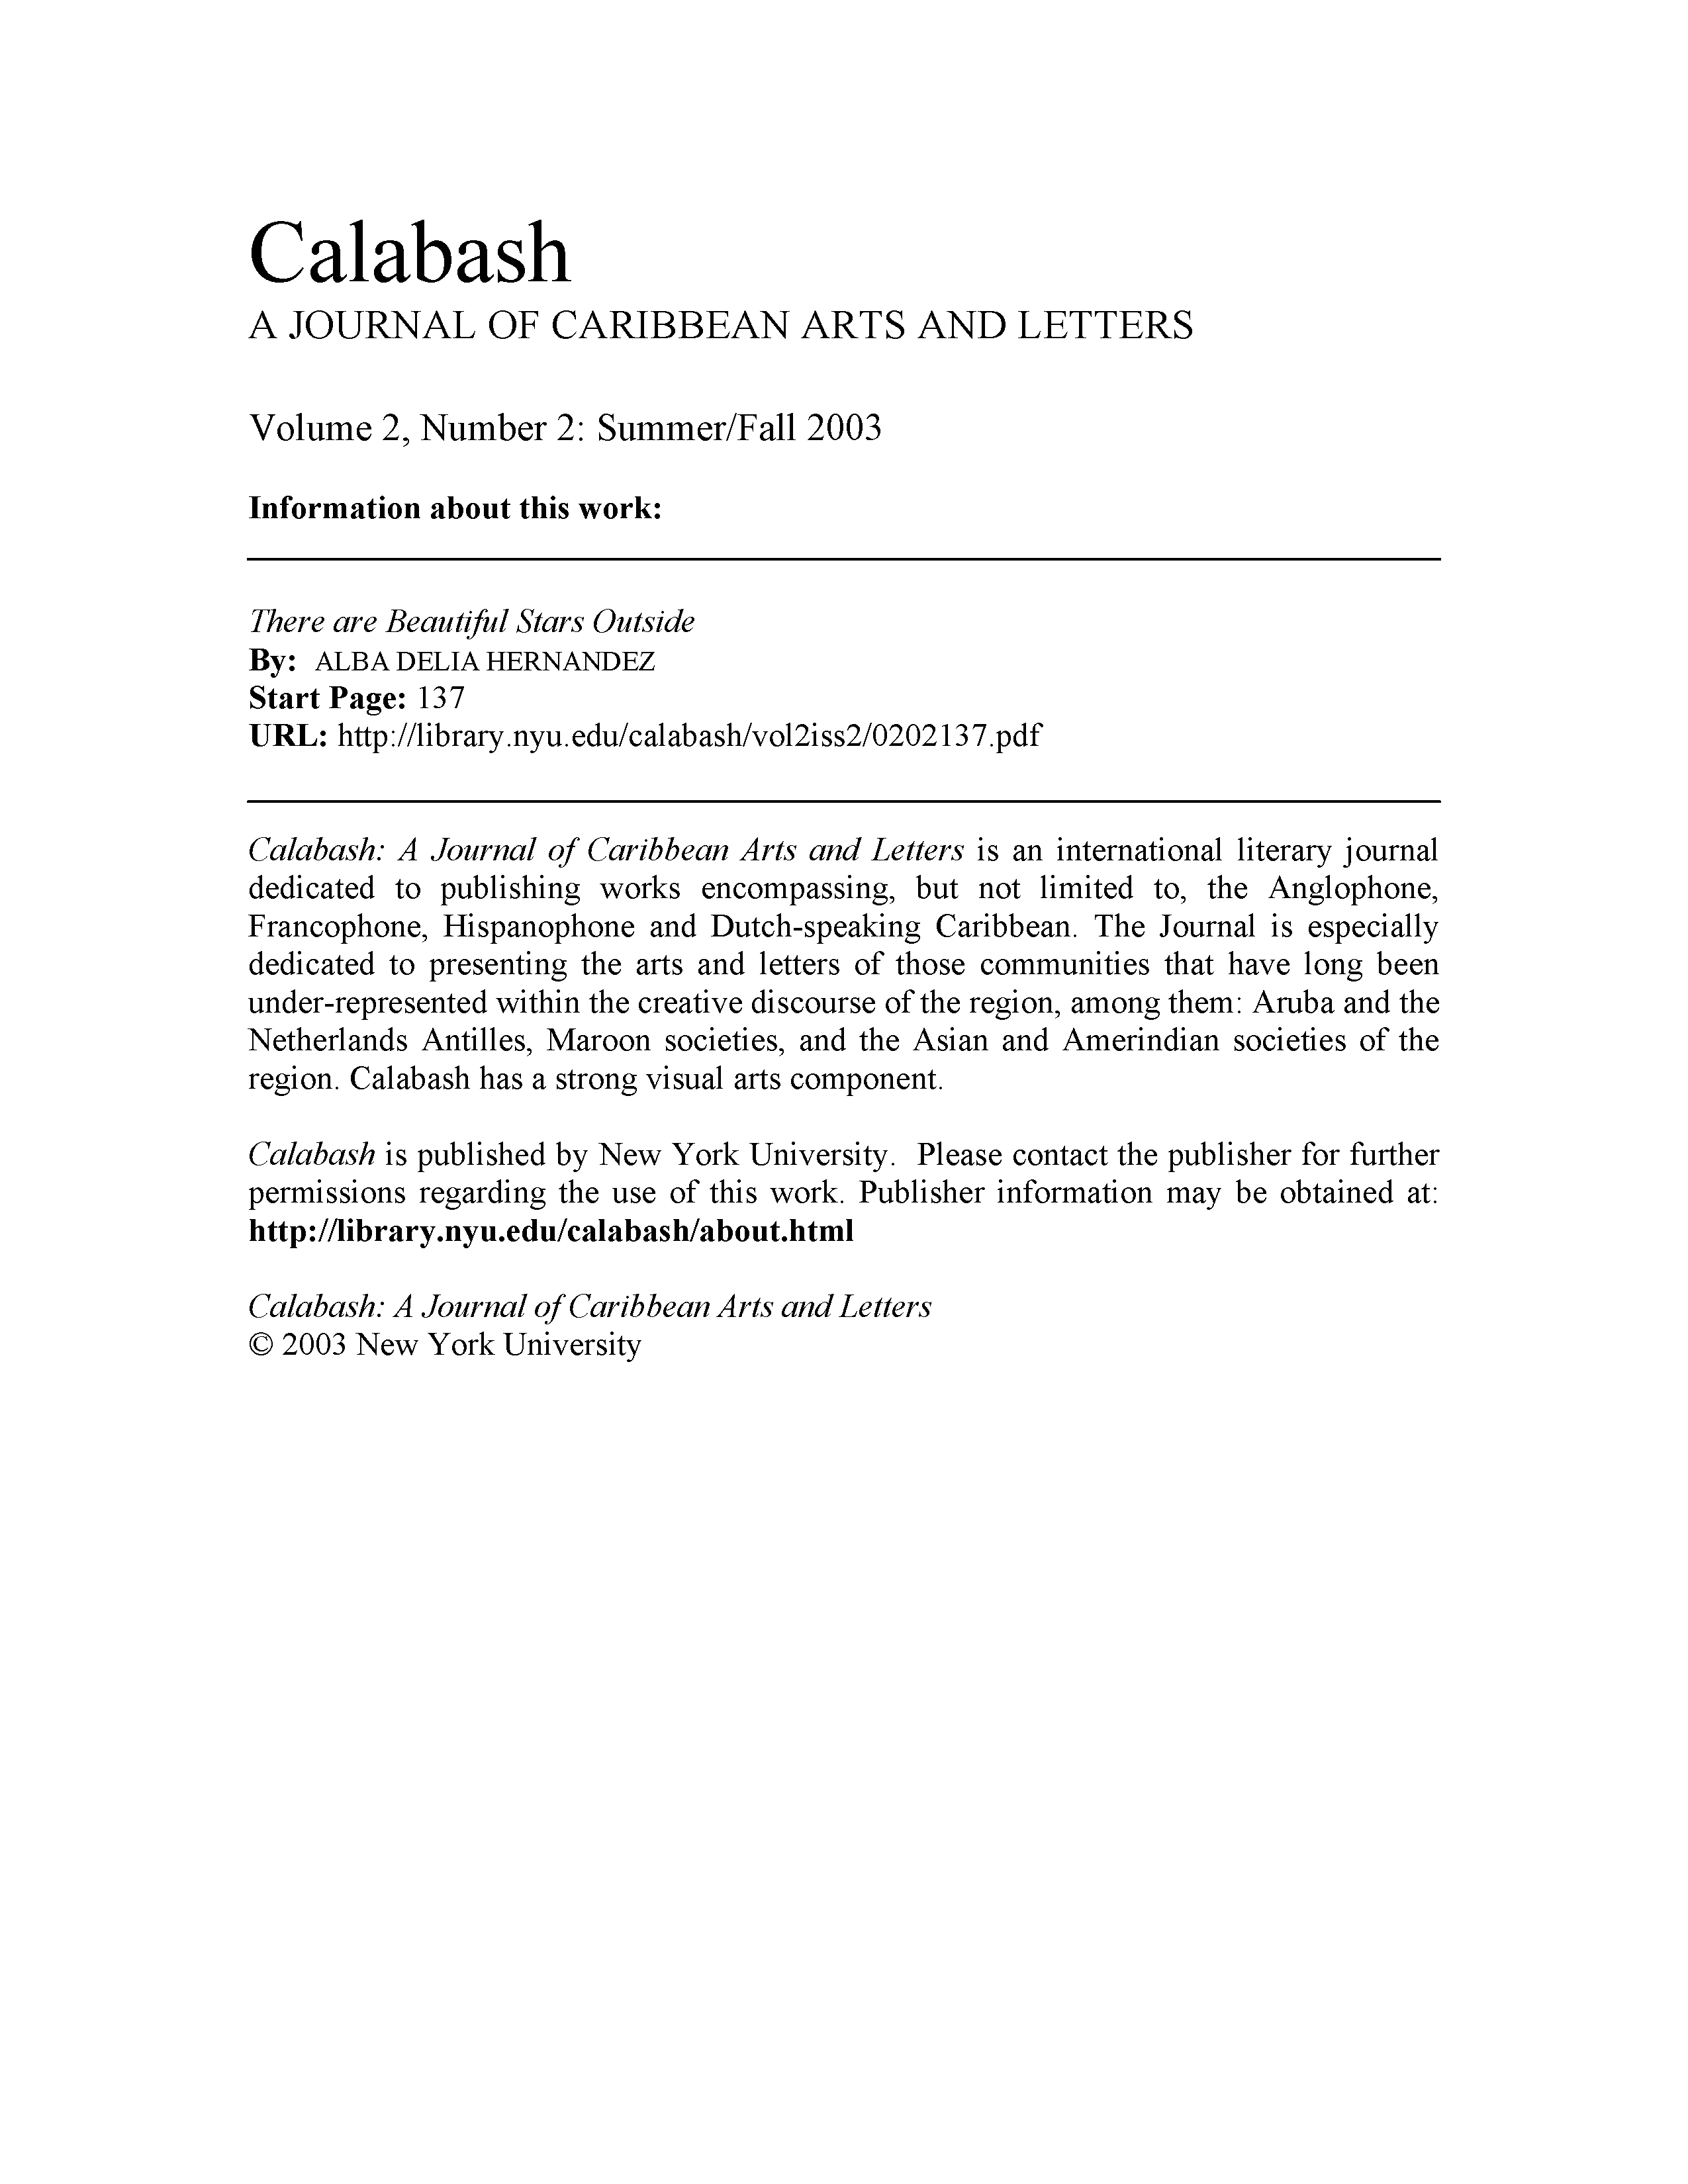 Calabash
A JOURNAL OF CARIBBEAN ARTS AND LETTERS
Volume 2, Number 2: Summer/Fall 2003
Information about this work:
There are Beautiful Stars Outside
By: ALBA DELIA HERNANDEZ
Start Page: 137
URL: http://library.nyu.edu/calabash/vol2iss2/0202137.pdf
Calabash: A Journal of Caribbean Arts and Letters is an international literary journal
dedicated to publishing works encompassing, but not limited to, the Anglophone,
Francophone, Hispanophone and Dutch-speaking Caribbean. The Journal is especially
dedicated to presenting the arts and letters of those communities that have long been
under-represented within the creative discourse of the region, among them: Aruba and the
Netherlands Antilles, Maroon societies, and the Asian and Amerindian societies of the
region. Calabash has a strong visual arts component.
Calabash is published by New York University. Please contact the publisher for further
permissions regarding the use of this work. Publisher information may be obtained at:
http://library.nyu.edu/calabash/about.html
Calabash: A Journal of Caribbean Arts and Letters
© 2003 New York University